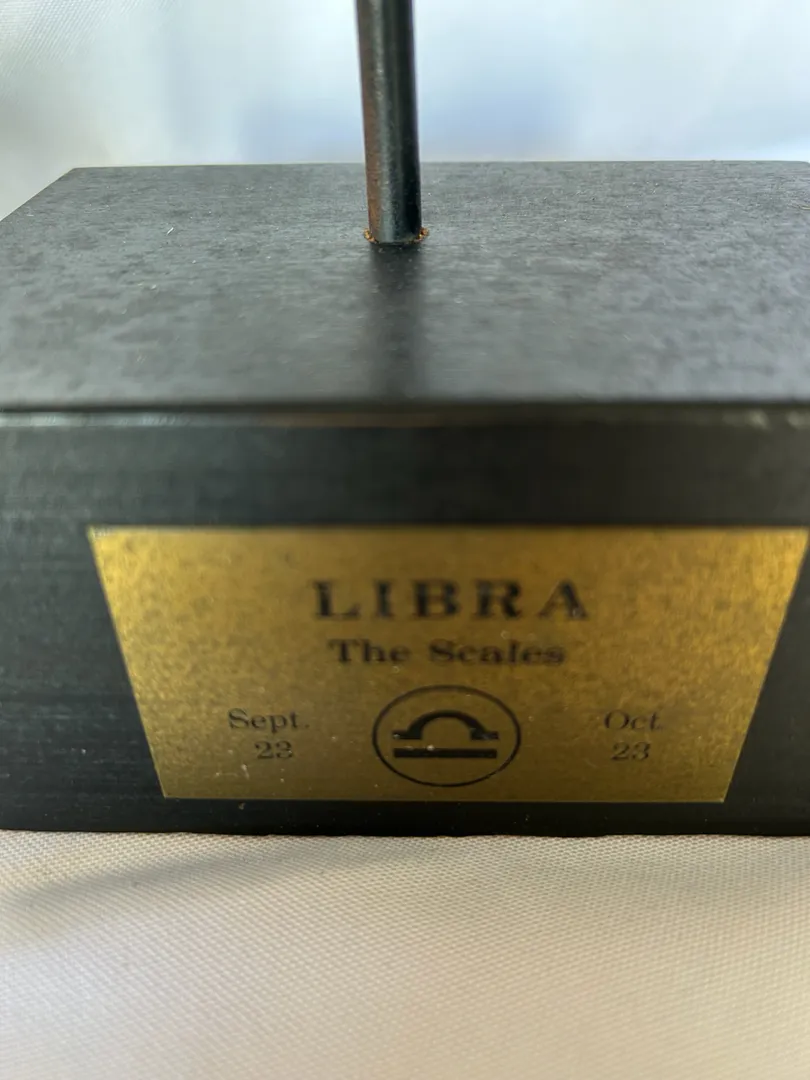 LIBRA
The Scales
Sept. Oct.
23 23